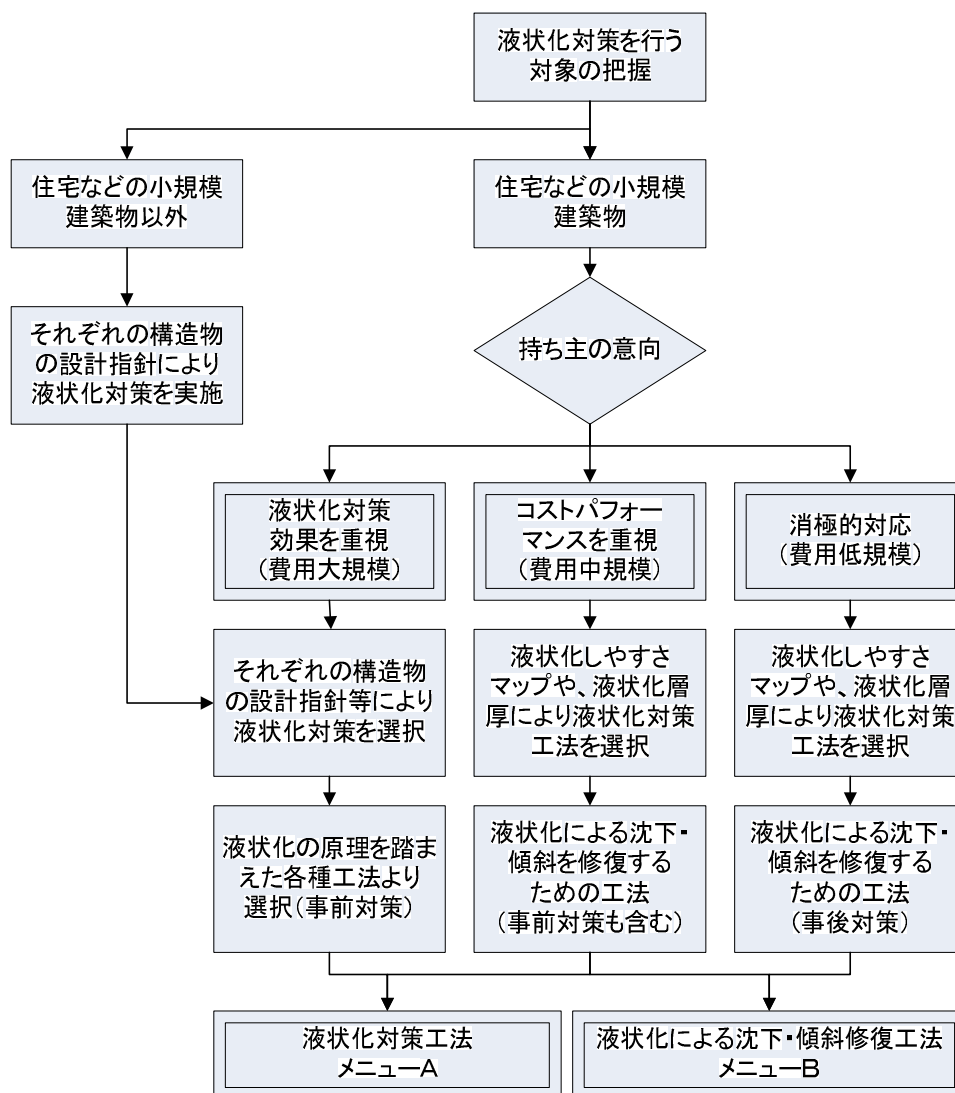 液状化対策を行う
対象の把握
住宅などの小規模
建築物以外
住宅などの小規模
建築物
それぞれの構造物
の設計指針により
液状化対策を実施
持ち主の意向
液状化対策
効果を重視
（費用大規模）
コストパフォー
マンスを重視
（費用中規模）
消極的対応
（費用低規模）
それぞれの構造物
の設計指針等により
液状化対策を選択
液状化しやすさ
マップや、液状化層
厚により液状化対策
工法を選択
液状化しやすさ
マップや、液状化層
厚により液状化対策
工法を選択
液状化の原理を踏ま
えた各種工法より
選択（事前対策）
液状化による沈下・
傾斜を修復する
ための工法
（事前対策も含む）
液状化による沈下・
傾斜を修復する
ための工法
（事後対策）
液状化対策工法
メニューA
液状化による沈下・傾斜修復工法
メニューB